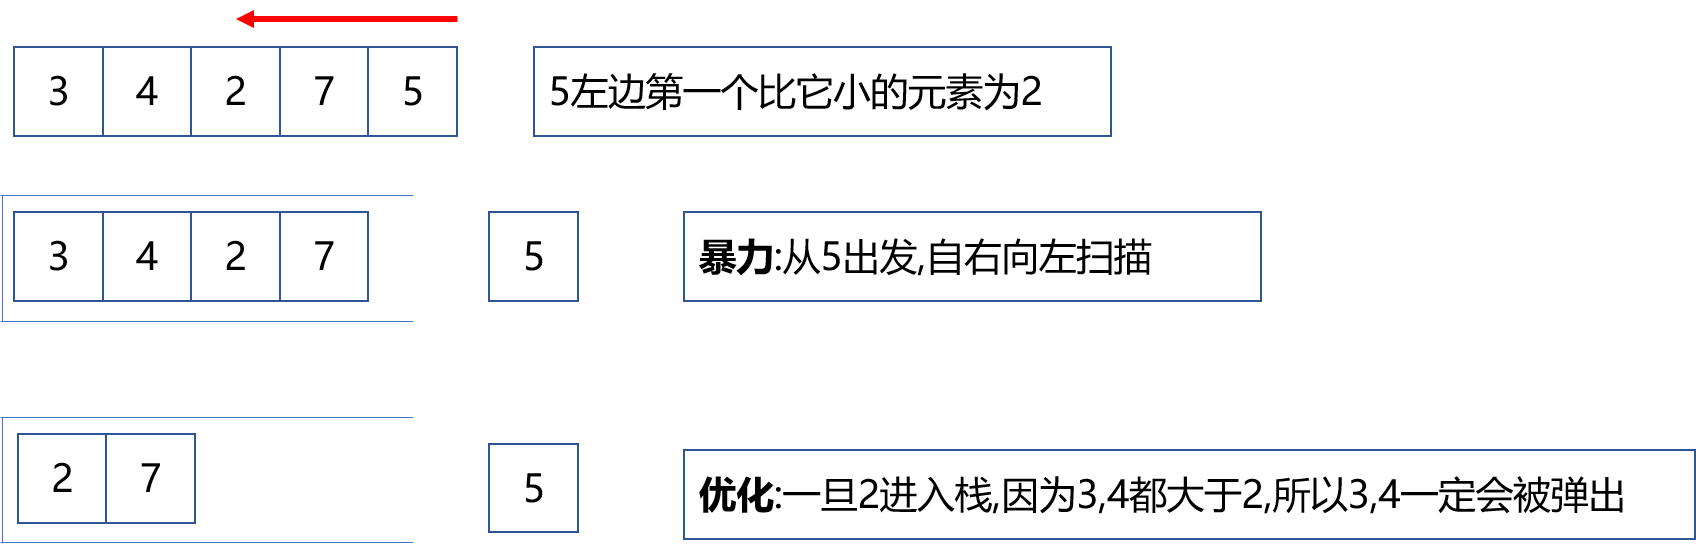 3 4 2 7 5 5左边第一个比它小的元素为2
3 4 2 7 5 暴力:从5出发,自右向左扫描
2 7 5 优化:一旦2进入栈,因为3,4都大于2,所以3,4一定会被弹出